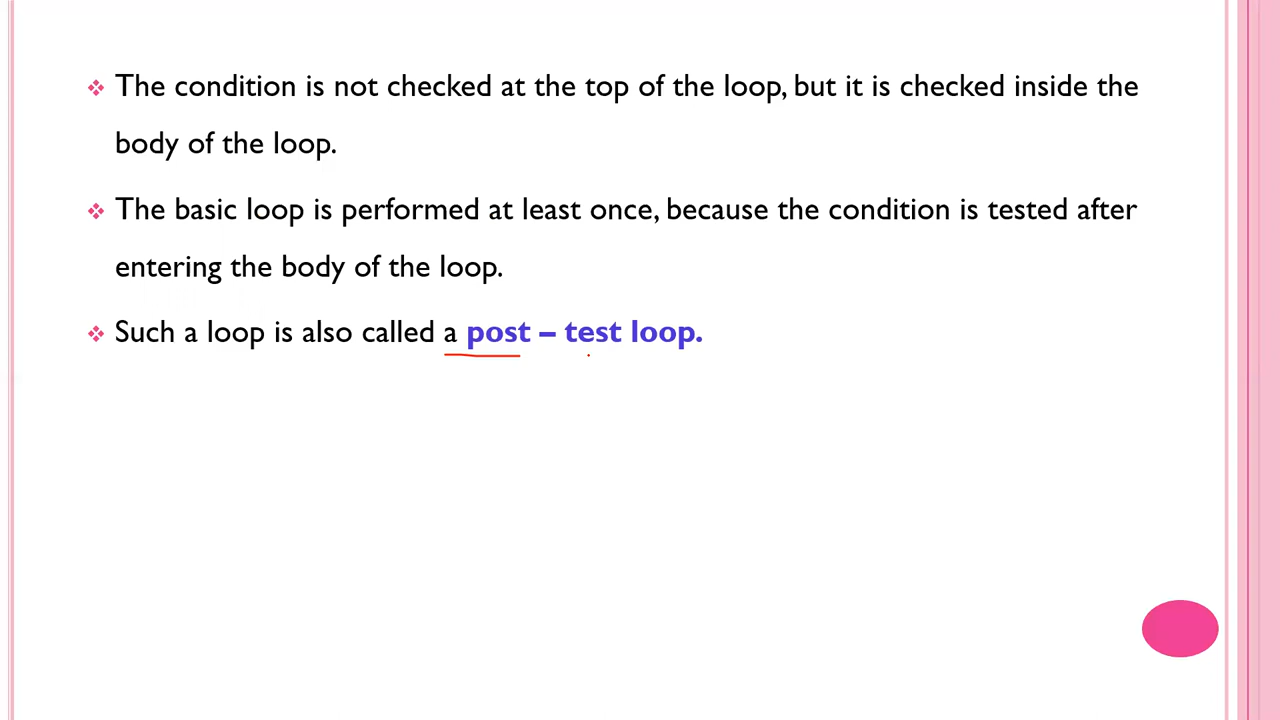 The condition is not checked at the top of the loop, but it is checked inside the
body of the loop.
The basic loop is performed at least once, because the condition is tested after
entering the body of the loop.
Such a loop is also called a post – test loop.